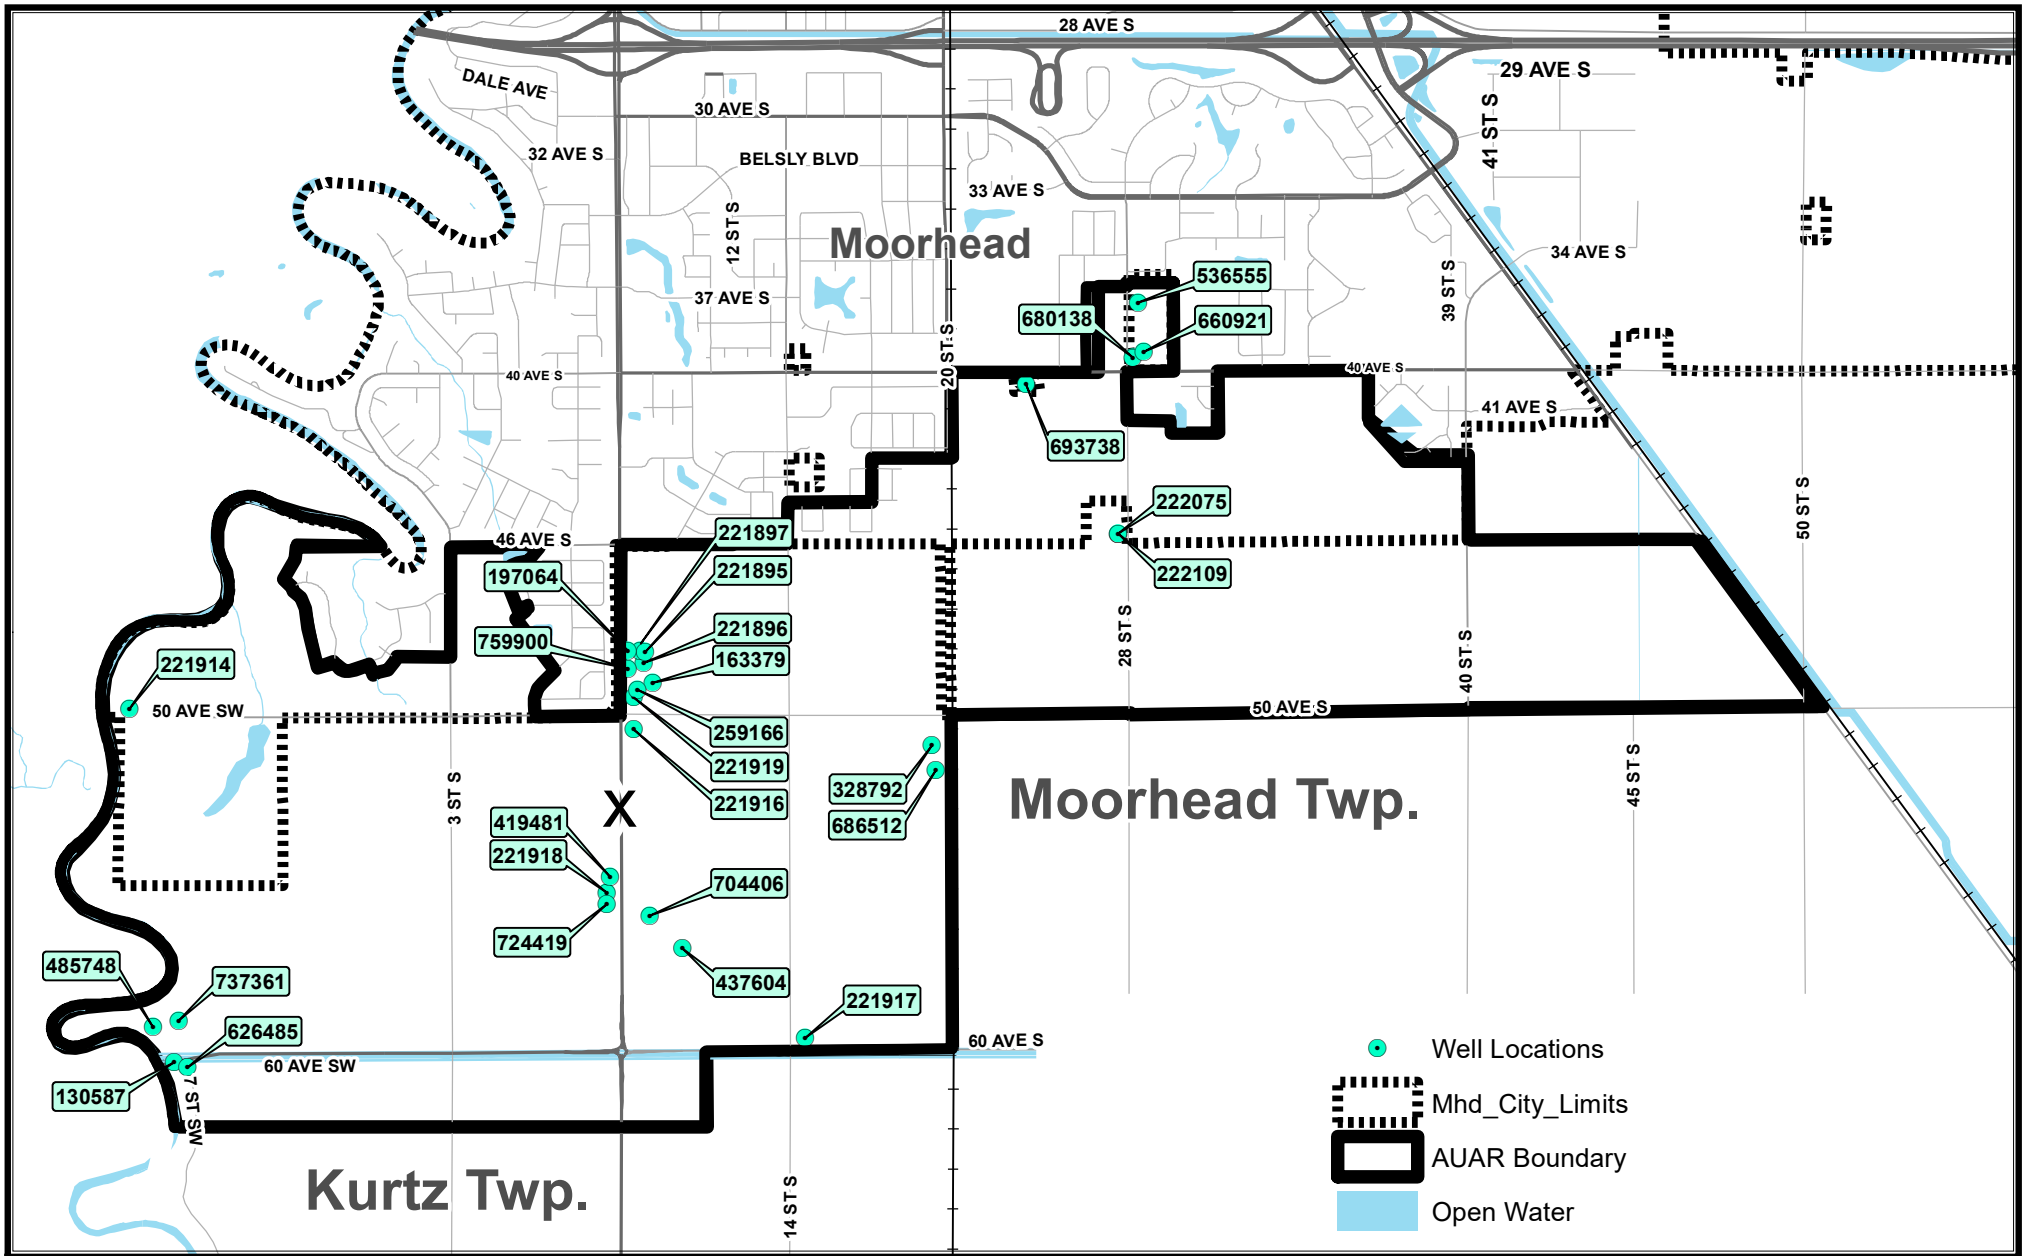 28 AVE S
DALE AVE
29 AVE S
30 AVE S
41 ST S
32 AVE S
BELSLY BLVD
33 AVE S
12 ST S
Moorhead
34 AVE S
37 AVE S
39 ST S
536555
680138
660921
20 ST S
40 AVE S
40 AVE S
41 AVE S
693738
50 ST S
222075
46 AVE S
221897
197064
221895
222109
28 ST S
759900
221896
163379
40 ST S
221914
50 AVE SW
50 AVE S
259166
221919
221916
3 ST S
X
328792
686512
Moorhead Twp.
45 ST S
419481
221918
704406
724419
485748
737361
437604
221917
626485
60 AVE S
60 AVE SW
130587
7 ST SW
Kurtz Twp.
14 ST S
Well Locations
Mhd_City_Limits
AUAR Boundary
Open Water